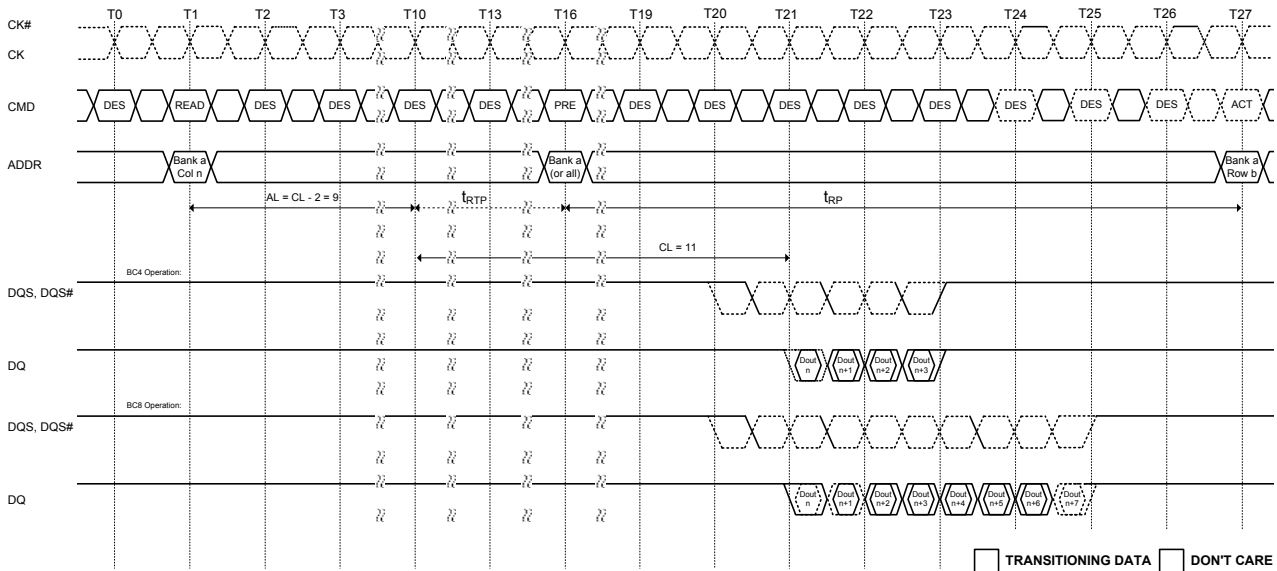 T0 T1 T2 T3 T10 T13 T16 T19 T20 T21 T22 T23 T24 T25 T26 T27
CK#
CK
CMD DES READ DES DES DES DES PRE DES DES DES DES DES DES DES DES ACT
ADDR Bank a Col n Bank a (or all) Bank a Row b
AL = CL - 2 = 9 tRTP tRP
CL = 11
BC4 Operation:
DQS, DQS#
DQ Dout n Dout n+1 Dout n+2 Dout n+3
BC8 Operation:
DQS, DQS#
DQ Dout n Dout n+1 Dout n+2 Dout n+3 Dout n+4 Dout n+5 Dout n+6 Dout n+7
TRANSITIONING DATA DON'T CARE